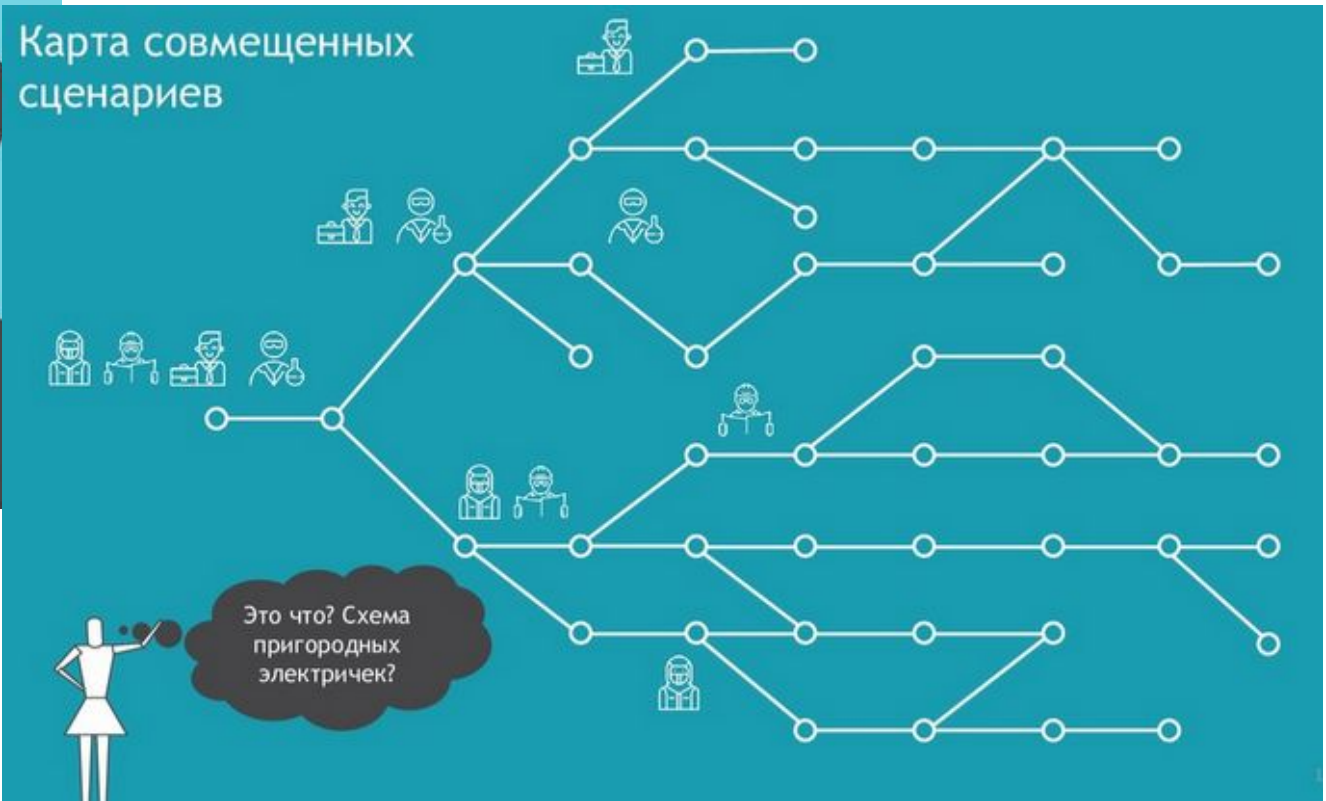 Карта совмещенных
сценариев
Это что? Схема
пригородных
электричек?